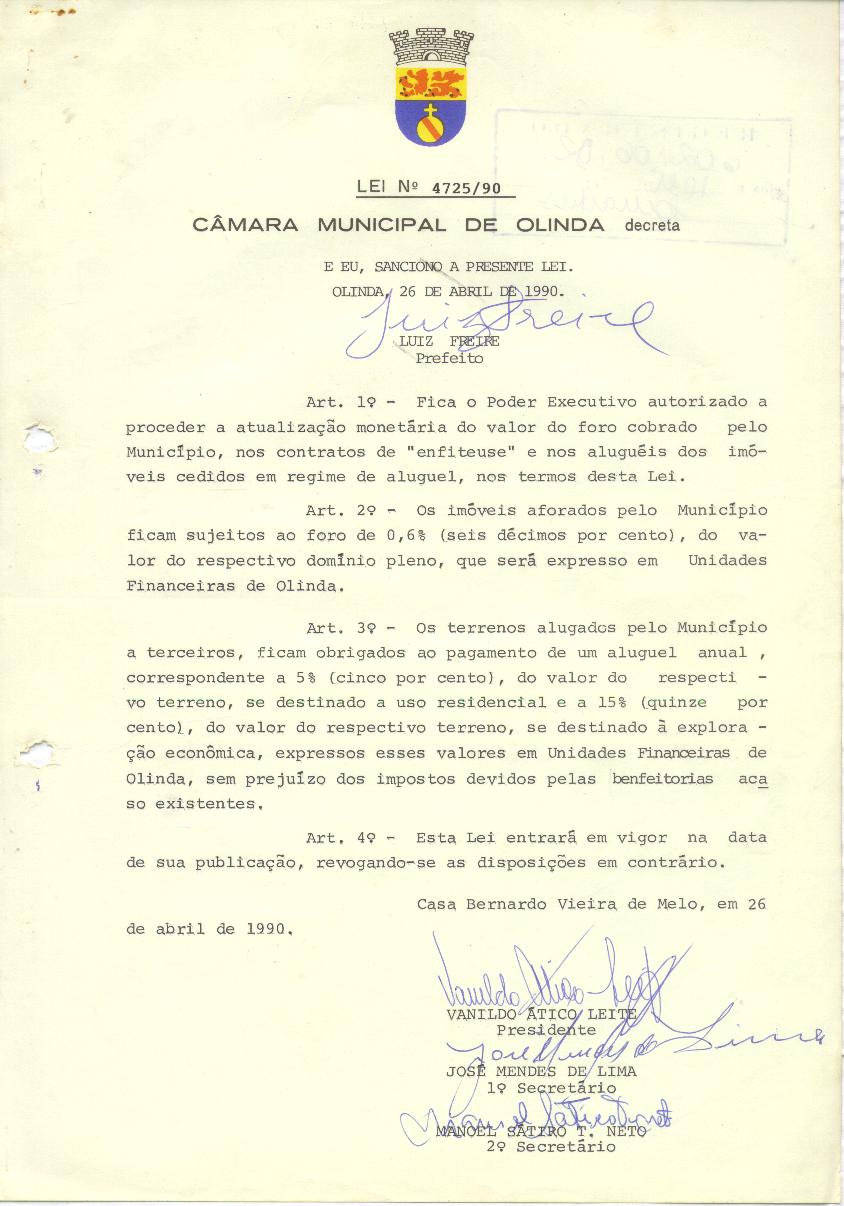 LEI Nº 4725/90
CÂMARA MUNICIPAL DE OLINDA decreta
E EU, SANCIONO A PRESENTE LEI.
OLINDA, 26 DE ABRIL DE 1990.
Luiz Freire
LUIZ FREIRE
Prefeito
Art. 1º - Fica o Poder Executivo autorizado a
proceder a atualização monetária do valor do foro cobrado pelo
Município, nos contratos de "enfiteuse" e nos aluguéis dos imó-
veis cedidos em regime de aluguel, nos termos desta Lei.
Art. 2º - Os imóveis aforados pelo Município
ficam sujeitos ao foro de 0,6% (seis décimos por cento), do va-
lor do respectivo domínio pleno, que será expresso em Unidades
Financeiras de Olinda.
Art. 3º - Os terrenos alugados pelo Município
a terceiros, ficam obrigados ao pagamento de um aluguel anual ,
correspondente a 5% (cinco por cento), do valor do respecti -
vo terreno, se destinado a uso residencial e a 15% (quinze por
cento), do valor do respectivo terreno, se destinado à explora -
ção econômica, expressos esses valores em Unidades Financeiras de
Olinda, sem prejuízo dos impostos devidos pelas benfeitorias aca
so existentes.
Art. 4º - Esta Lei entrará em vigor na data
de sua publicação, revogando-se as disposições em contrário.
Casa Bernardo Vieira de Melo, em 26
de abril de 1990.
Vanildo Ático Leite
VANILDO ÁTICO LEITE
Presidente
José Mendes de Lima
JOSÉ MENDES DE LIMA
1º Secretário
Manoel Sátiro T. Neto
MANOEL SÁTIRO T. NETO
2º Secretário